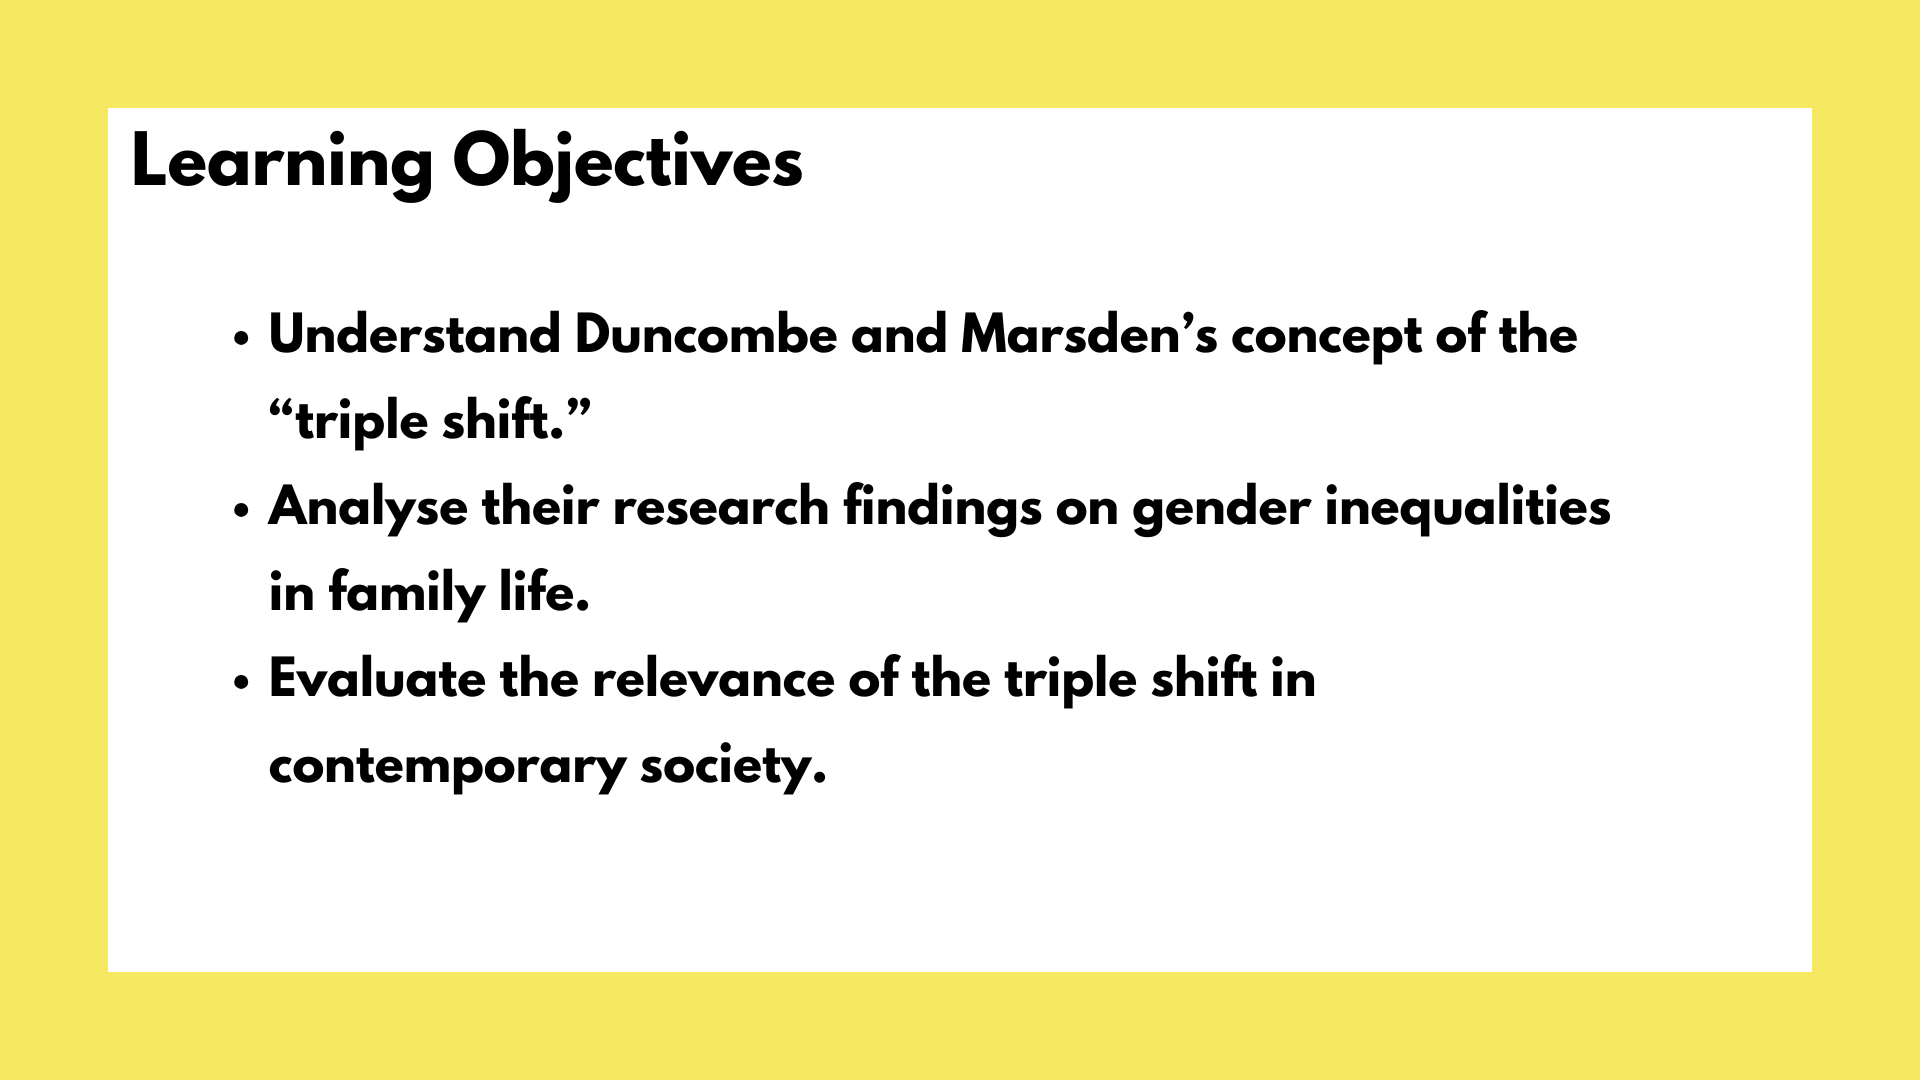 Learning Objectives
• Understand Duncombe and Marsden’s concept of the
“triple shift.”
• Analyse their research findings on gender inequalities
in family life.
• Evaluate the relevance of the triple shift in
contemporary society.